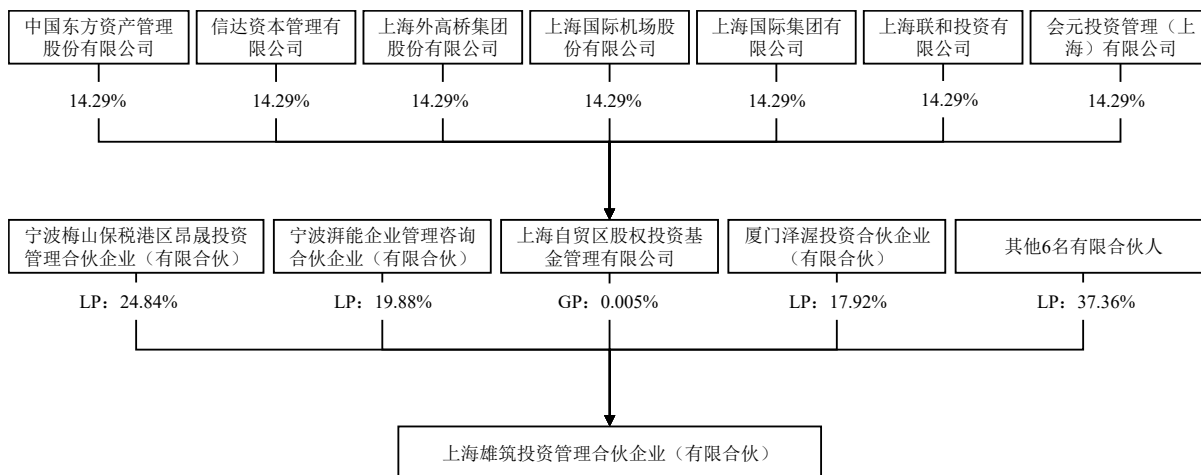 中国东方资产管理
股份有限公司
信达资本管理有
限公司
上海外高桥集团
股份有限公司
上海国际机场股
份有限公司
上海国际集团有
限公司
上海联和投资有
限公司
会元投资管理（上
海）有限公司
14.29%
14.29%
14.29%
14.29%
14.29%
14.29%
14.29%
宁波梅山保税港区昂晟投资
管理合伙企业（有限合伙）
宁波湃能企业管理咨询
合伙企业（有限合伙）
上海自贸区股权投资基
金管理有限公司
厦门泽渥投资合伙企业
（有限合伙）
其他6名有限合伙人
LP：24.84%
LP：19.88%
GP：0.005%
LP：17.92%
LP：37.36%
上海雄筑投资管理合伙企业（有限合伙）